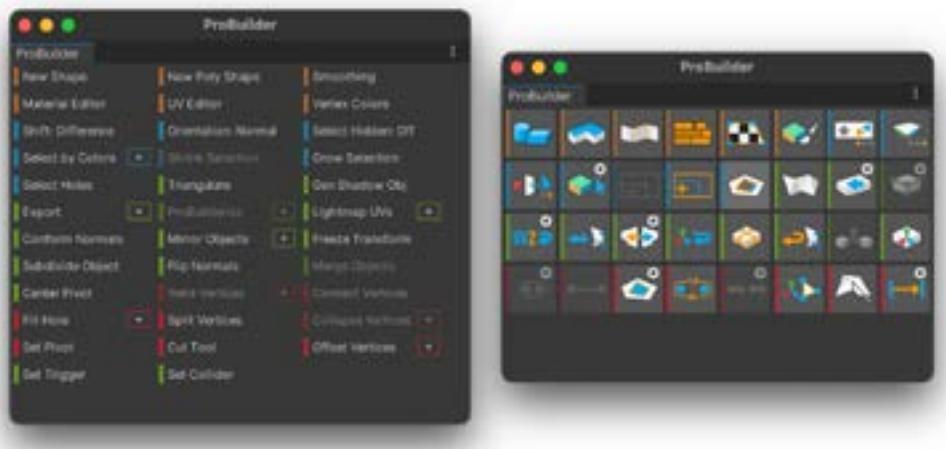 ProBuilder
ProBuilder
New Shape New Poly Shape Smoothing
Material Editor UV Editor Vertex Colors
Shift: Difference Orientation: Normal Select Hidden: Off
Select by Colors + Shrink Selection Grow Selection
Select Holes Triangulate Gen Shadow Obj
Export + ProBuilderize + Lightmap UVs +
Conform Normals Mirror Objects + Freeze Transform
Subdivide Object Flip Normals Merge Objects
Center Pivot Weld Vertices + Connect Vertices
Fill Hole + Split Vertices Collapse Vertices +
Set Pivot Cut Tool Offset Vertices +
Set Trigger Set Collider
ProBuilder
ProBuilder